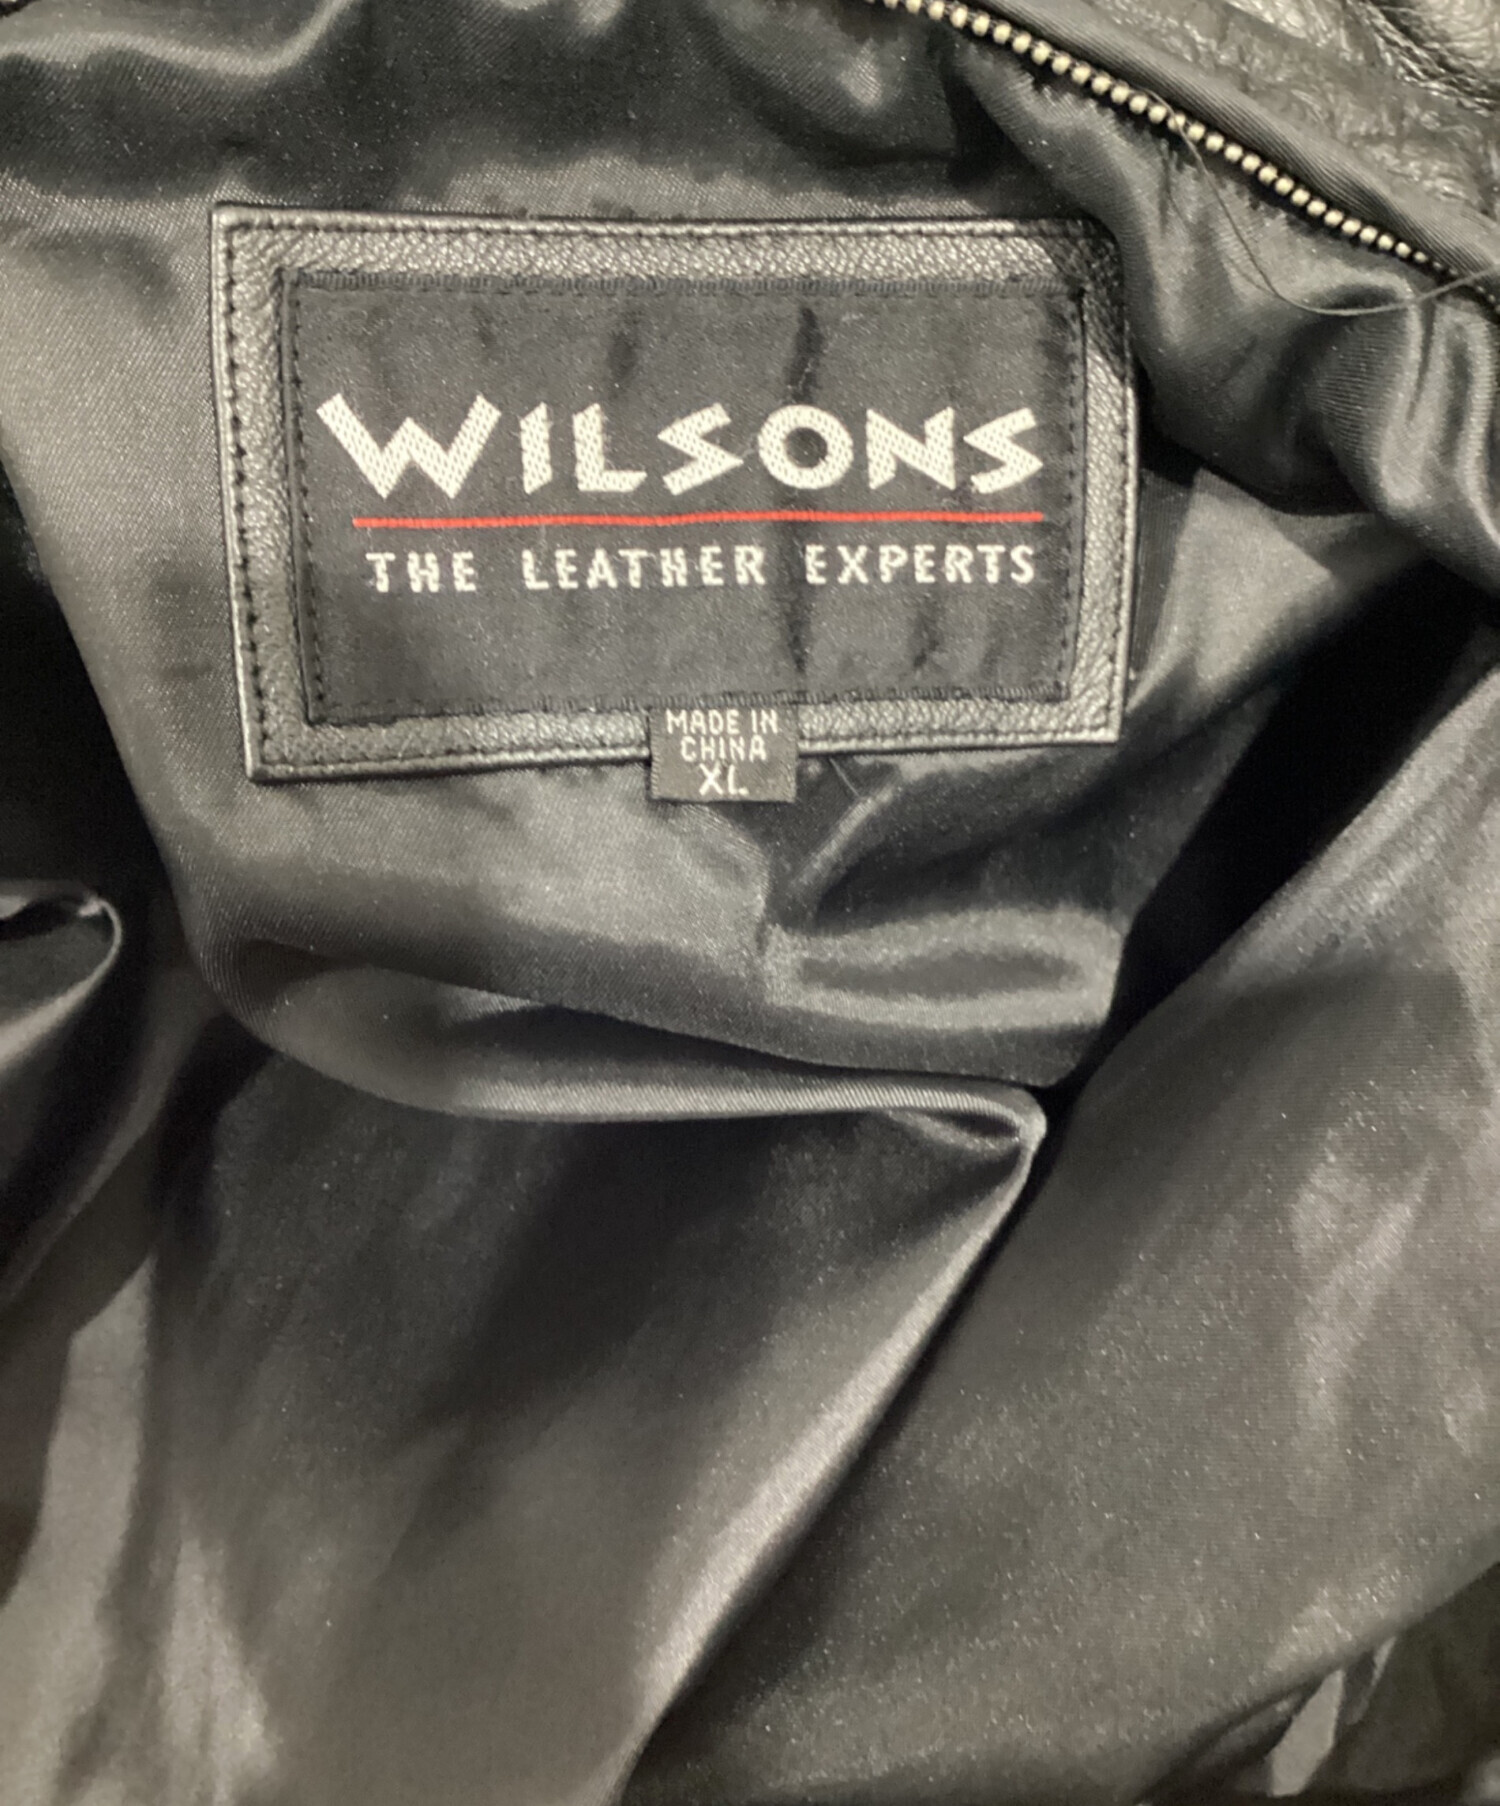 WILSONS
THE LEATHER EXPERTS
MADE IN
CHINA
XL